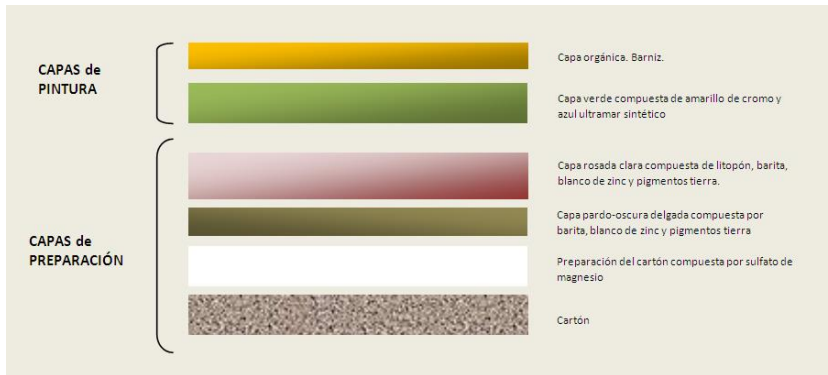 CAPAS de
PINTURA
Capa orgánica. Barniz.
Capa verde compuesta de amarillo de cromo y
azul ultramar sintético
CAPAS de
PREPARACIÓN
Capa rosada clara compuesta de litopón, barita,
blanco de zinc y pigmentos tierra.
Capa pardo-oscura delgada compuesta por
barita, blanco de zinc y pigmentos tierra
Preparación del cartón compuesta por sulfato de
magnesio
Cartón